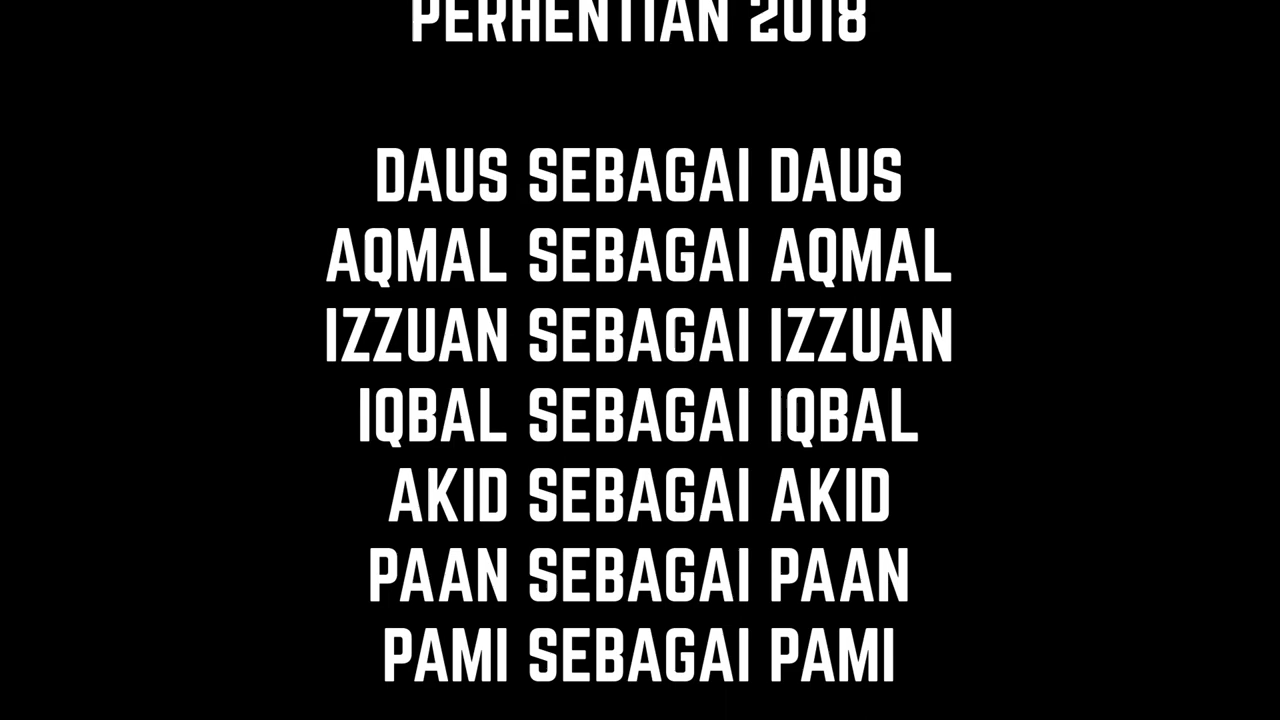 PERHENTIAN 2018
DAUS SEBAGAI DAUS
AQMAL SEBAGAI AQMAL
IZZUAN SEBAGAI IZZUAN
IQBAL SEBAGAI IQBAL
AKID SEBAGAI AKID
PAAN SEBAGAI PAAN
PAMI SEBAGAI PAMI